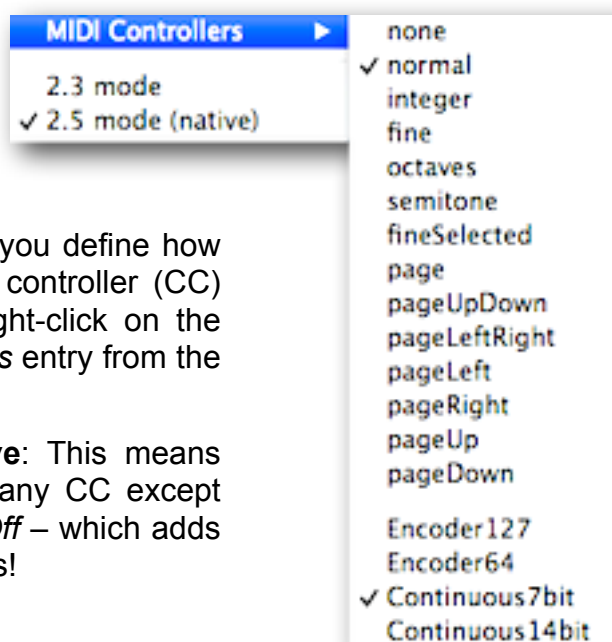 MIDI Controllers
2.3 mode
✓ 2.5 mode (native)
none
✓ normal
integer
fine
octaves
semitone
fineSelected
page
pageUpDown
pageLeftRight
pageLeft
pageRight
pageUp
pageDown
Encoder127
Encoder64
✓ Continuous7bit
Continuous14bit
you define how
controller (CC)
ght-click on the
s entry from the
ve: This means
any CC except
Off – which adds
s!